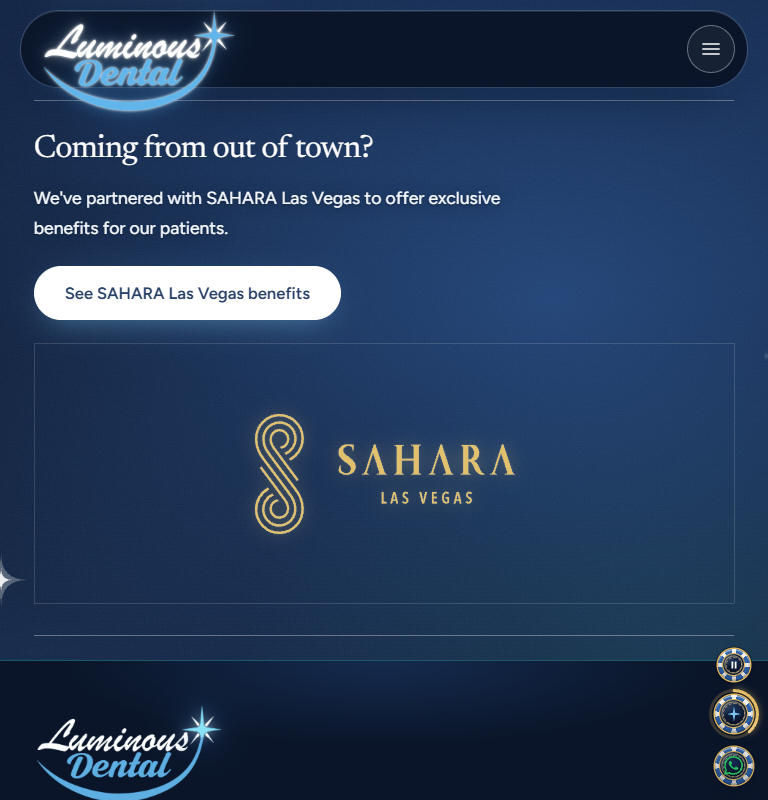 Luminous
Dental
Coming from out of town?
We've partnered with SAHARA Las Vegas to offer exclusive
benefits for our patients.
See SAHARA Las Vegas benefits
SAHARA
LAS VEGAS
Luminous
Dental